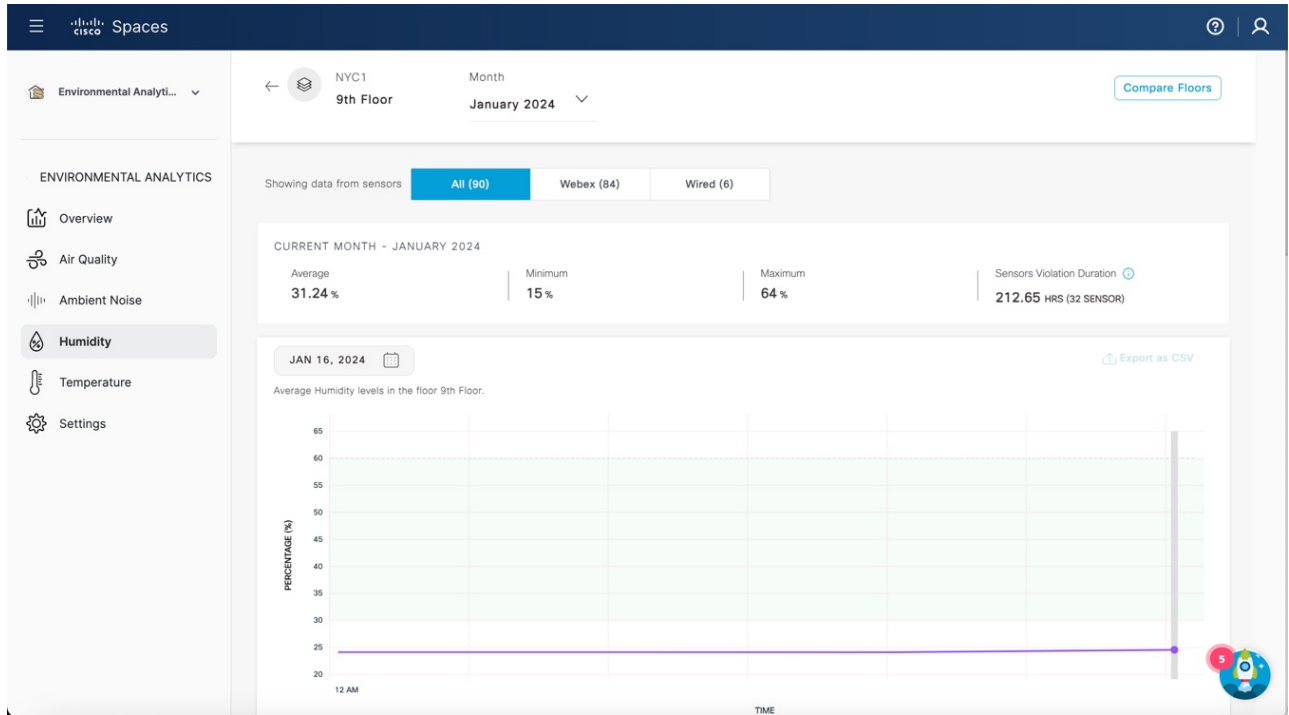 cisco Spaces
Environmental Analyti...
NYC1
9th Floor
Month
January 2024
Compare Floors
ENVIRONMENTAL ANALYTICS
Overview
Air Quality
Ambient Noise
Humidity
Temperature
Settings
Showing data from sensors
All (90)
Webex (84)
Wired (6)
CURRENT MONTH - JANUARY 2024
Average
31.24 %
Minimum
15 %
Maximum
64 %
Sensors Violation Duration
212.65 HRS (32 SENSOR)
JAN 16, 2024
Export as CSV
Average Humidity levels in the floor 9th Floor.
PERCENTAGE (%)
65
60
55
50
45
40
35
30
25
20
12 AM
TIME
5